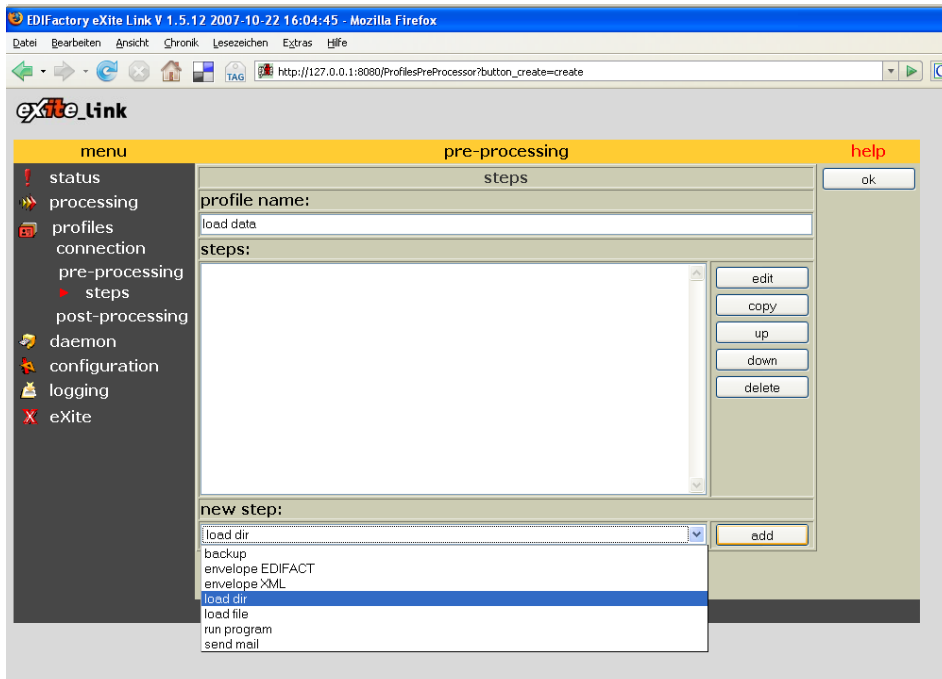 EDIFactory eXite Link V 1.5.12 2007-10-22 16:04:45 - Mozilla Firefox
Datei Bearbeiten Ansicht Chronik Lesezeichen Extras Hilfe
TAG http://127.0.0.1:8080/ProfilesPreProcessor?button_create=create
eXite_Link
menu pre-processing help
status steps ok
processing profile name:
profiles load data
connection steps:
pre-processing edit
steps copy
post-processing up
daemon down
configuration delete
logging
eXite
new step:
load dir add
backup
envelope EDIFACT
envelope XML
load dir
load file
run program
send mail